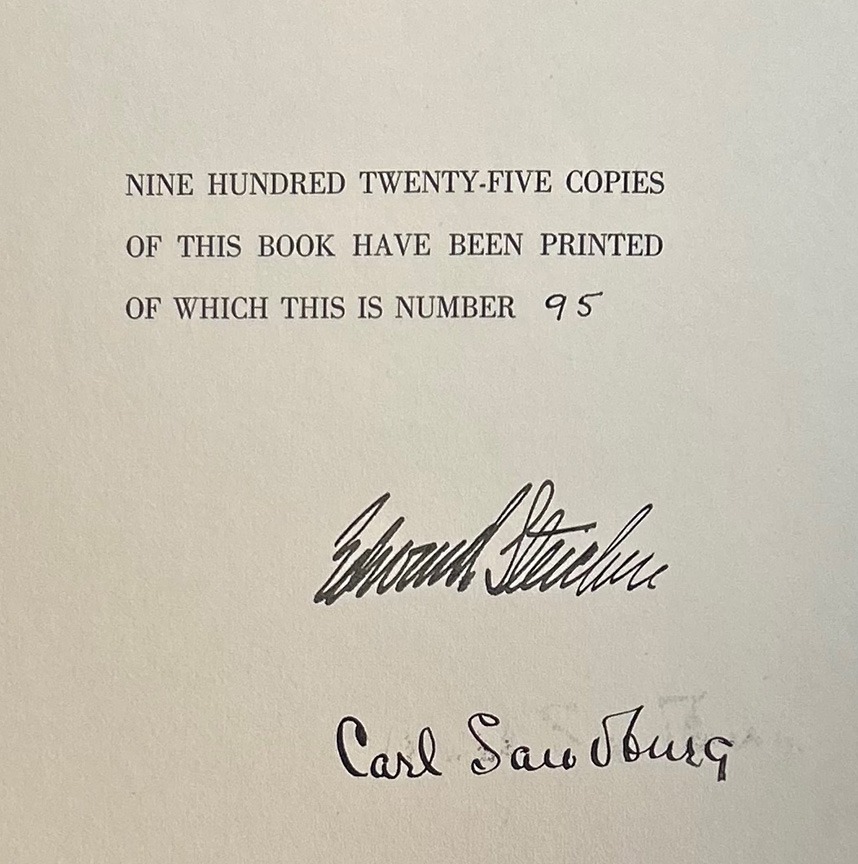 NINE HUNDRED TWENTY-FIVE COPIES
OF THIS BOOK HAVE BEEN PRINTED
OF WHICH THIS IS NUMBER 95
Edward Steichen
Carl Sandburg